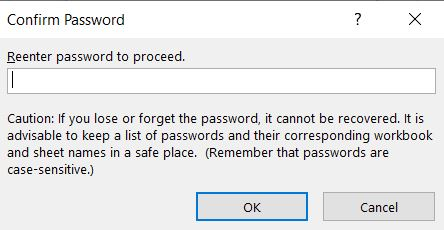 Confirm Password ? ×
Reenter password to proceed.
Caution: If you lose or forget the password, it cannot be recovered. It is
advisable to keep a list of passwords and their corresponding workbook
and sheet names in a safe place.  (Remember that passwords are
case-sensitive.)
OK Cancel